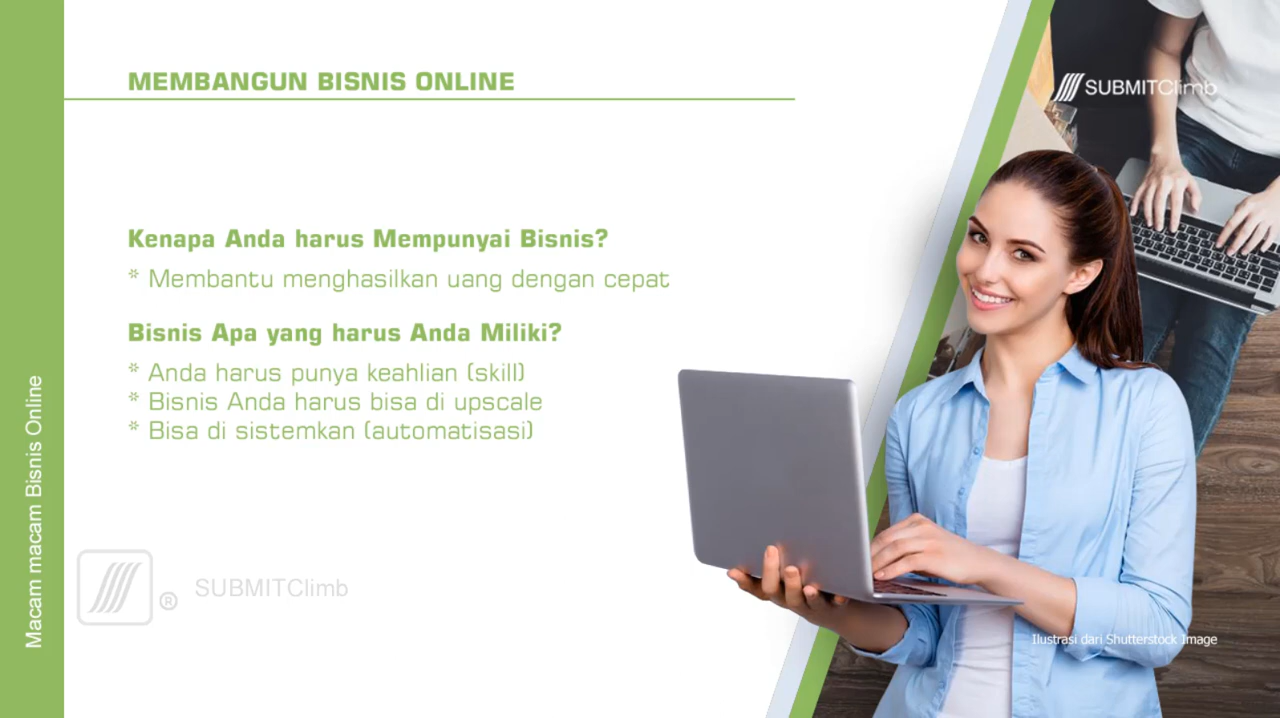 MEMBANGUN BISNIS ONLINE
SUBMITClimb
Kenapa Anda harus Mempunyai Bisnis?
* Membantu menghasilkan uang dengan cepat
Bisnis Apa yang harus Anda Miliki?
* Anda harus punya keahlian (skill)
* Bisnis Anda harus bisa di upscale
* Bisa di sistemkan (automatisasi)
Macam macam Bisnis Online
® SUBMITClimb
Ilustrasi dari Shutterstock Image